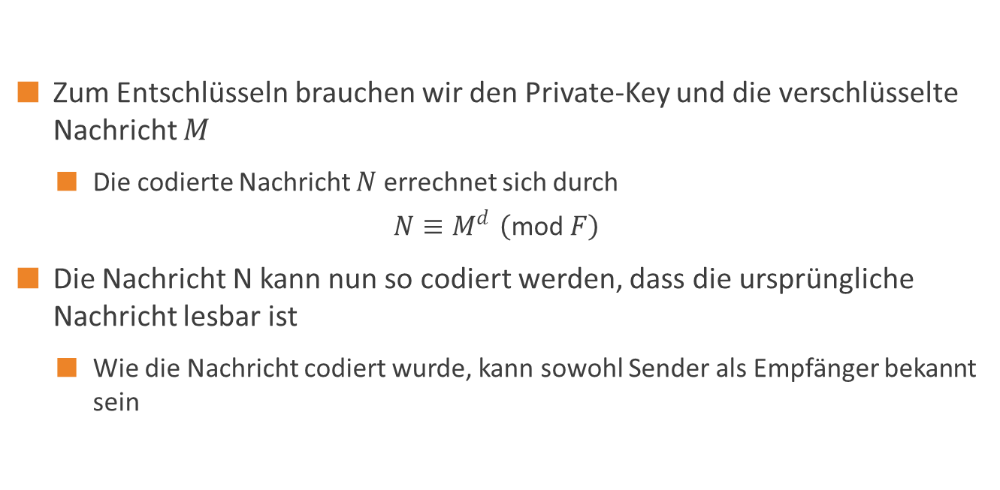 Zum Entschlüsseln brauchen wir den Private-Key und die verschlüsselte
Nachricht M
Die codierte Nachricht N errechnet sich durch
N ≡ M^d (mod F)
Die Nachricht N kann nun so codiert werden, dass die ursprüngliche
Nachricht lesbar ist
Wie die Nachricht codiert wurde, kann sowohl Sender als Empfänger bekannt
sein